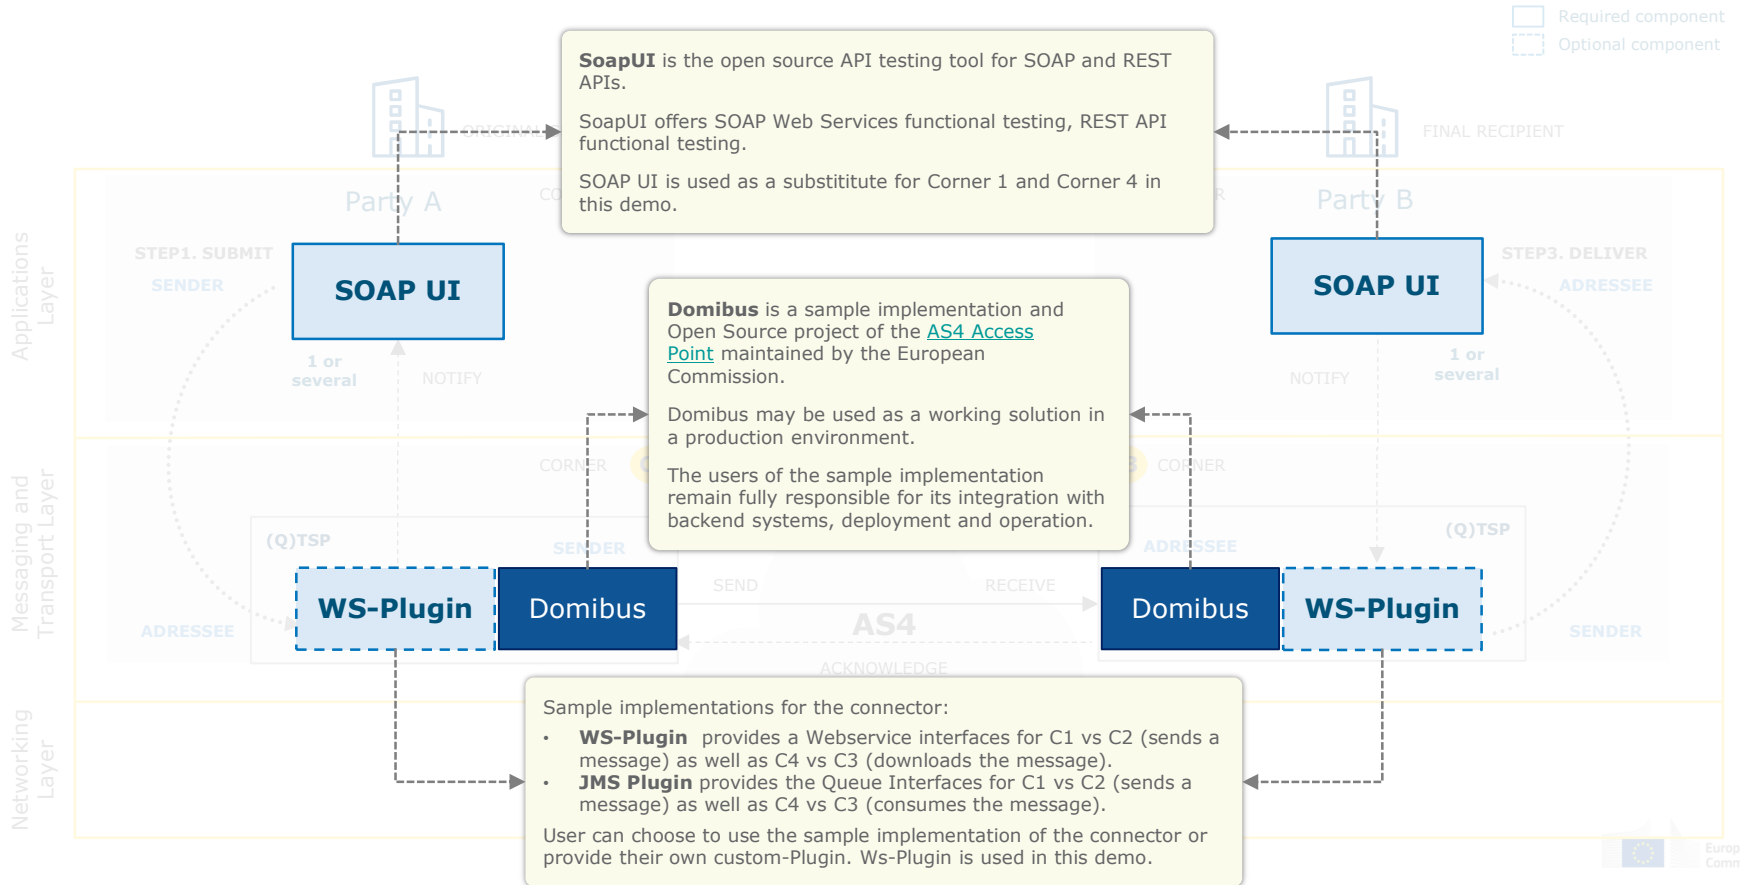 Required component
Optional component
SoapUI is the open source API testing tool for SOAP and REST
APIs.
SoapUI offers SOAP Web Services functional testing, REST API
functional testing.
SOAP UI is used as a substititute for Corner 1 and Corner 4 in
this demo.
ORIGINAL
FINAL RECIPIENT
Party A
Party B
Applications
Layer
STEP1. SUBMIT
SENDER
SOAP UI
STEP3. DELIVER
ADRESSEE
SOAP UI
1 or
several
NOTIFY
NOTIFY
1 or
several
Domibus is a sample implementation and
Open Source project of the AS4 Access
Point maintained by the European
Commission.
Domibus may be used as a working solution in
a production environment.
The users of the sample implementation
remain fully responsible for its integration with
backend systems, deployment and operation.
Messaging and
Transport Layer
CORNER
CORNER
(Q)TSP
SENDER
ADRESSEE
(Q)TSP
WS-Plugin
Domibus
SEND
RECEIVE
AS4
ACKNOWLEDGE
Domibus
WS-Plugin
ADRESSEE
SENDER
Networking
Layer
Sample implementations for the connector:
• WS-Plugin provides a Webservice interfaces for C1 vs C2 (sends a
message) as well as C4 vs C3 (downloads the message).
• JMS Plugin provides the Queue Interfaces for C1 vs C2 (sends a
message) as well as C4 vs C3 (consumes the message).
User can choose to use the sample implementation of the connector or
provide their own custom-Plugin. Ws-Plugin is used in this demo.